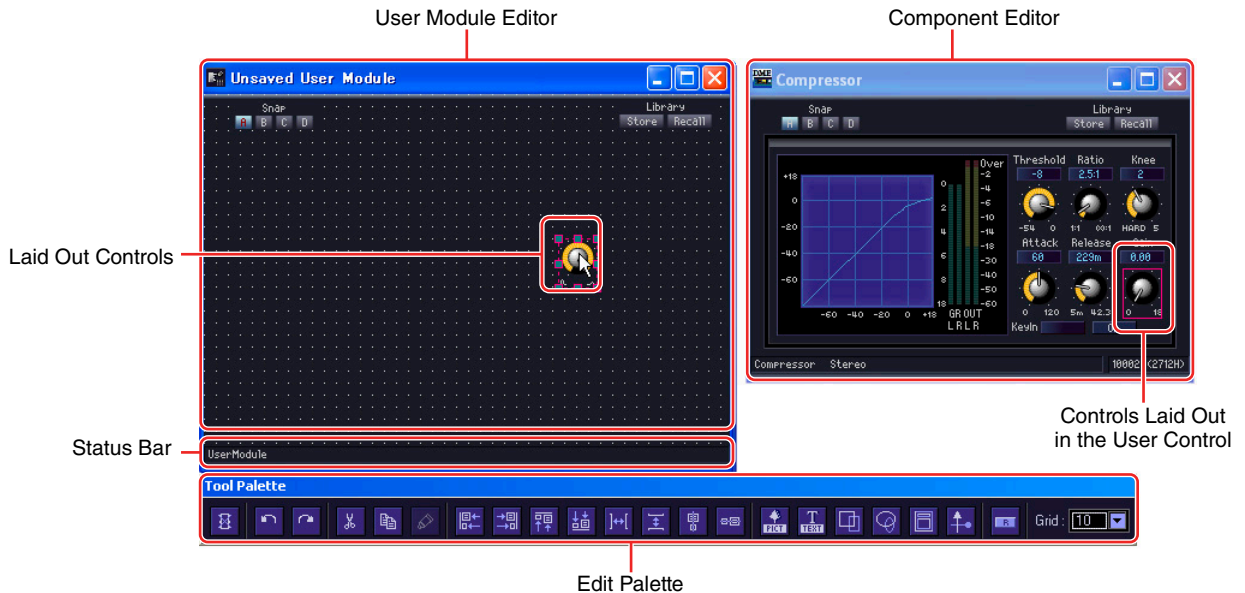 User Module Editor
Component Editor
Unsaved User Module
Snap
A B C D
Library
Store Recall
DME
Compressor
Snap
A B C D
Library
Store Recall
Threshold Ratio Knee
-8 2.5:1 2
-54 0 1:1 ∞:1 HARD 5
Attack Release Gain
60 229m 0.00
0 120 5m 42.3 0 18
KeyIn
+18
0
-20
-40
-60
-60 -40 -20 0 +18
0
2
4
6
8
18
Over
-2
-4
-6
-10
-14
-18
-30
-40
-50
-60
GR OUT
L R L R
Compressor Stereo
(2712H)
Laid Out Controls
Controls Laid Out
in the User Control
Status Bar
UserModule
Tool Palette
PICT
T
TEXT
R
Grid :
10
Edit Palette